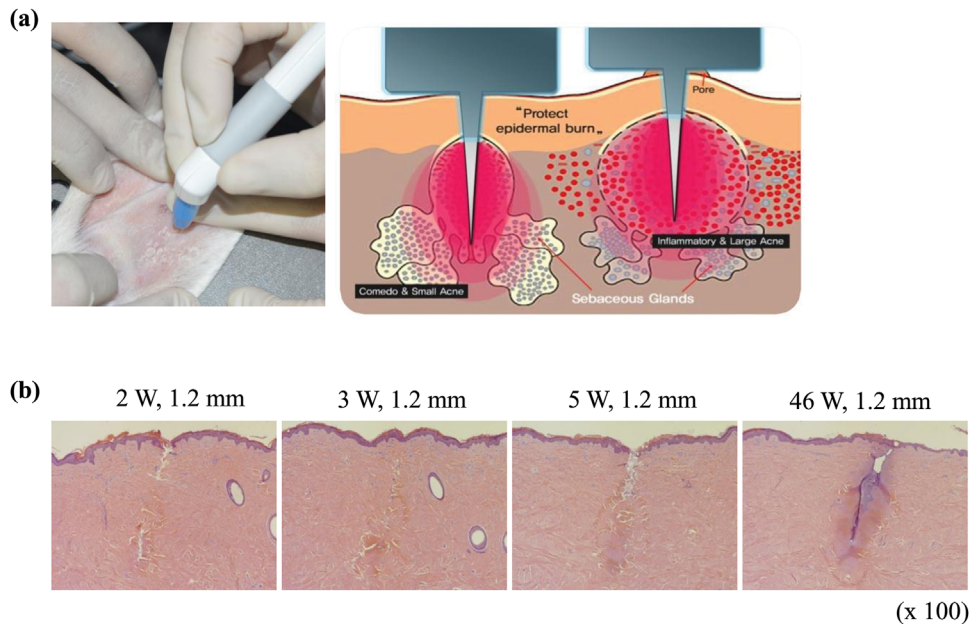 (a)
Pore
"Protect
epidermal burn„
Inflammatory & Large Acne
Comedo & Small Acne
Sebaceous Glands
(b)
2 W, 1.2 mm
3 W, 1.2 mm
5 W, 1.2 mm
46 W, 1.2 mm
(x 100)